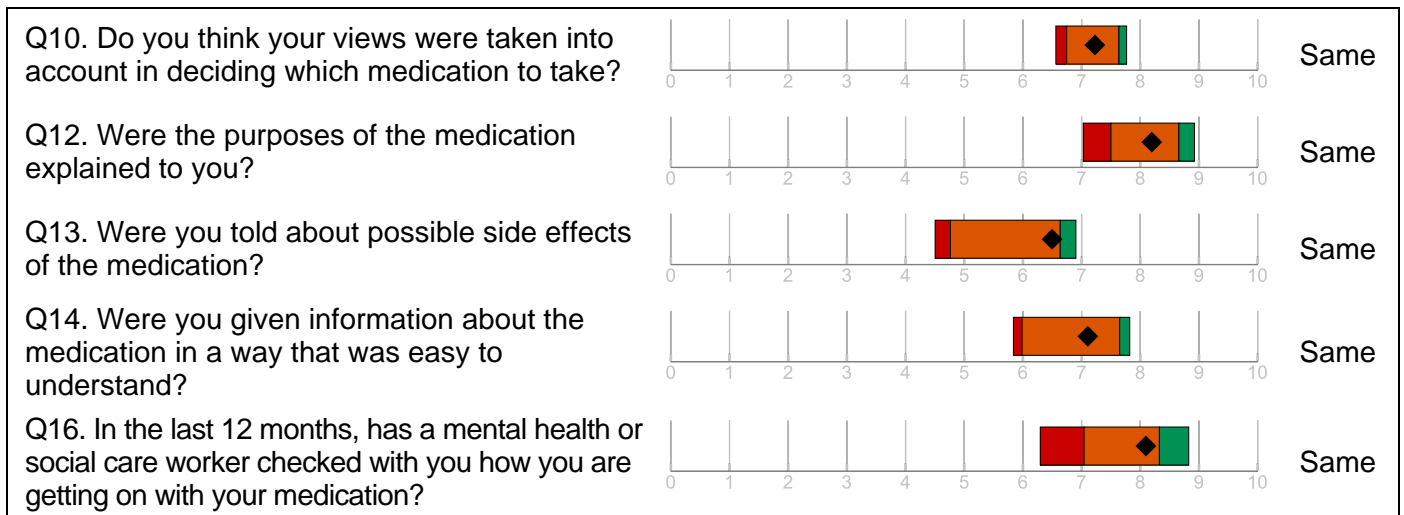 Q10. Do you think your views were taken into
account in deciding which medication to take?
0 1 2 3 4 5 6 7 8 9 10
Same
Q12. Were the purposes of the medication
explained to you?
0 1 2 3 4 5 6 7 8 9 10
Same
Q13. Were you told about possible side effects
of the medication?
0 1 2 3 4 5 6 7 8 9 10
Same
Q14. Were you given information about the
medication in a way that was easy to
understand?
0 1 2 3 4 5 6 7 8 9 10
Same
Q16. In the last 12 months, has a mental health or
social care worker checked with you how you are
getting on with your medication?
0 1 2 3 4 5 6 7 8 9 10
Same